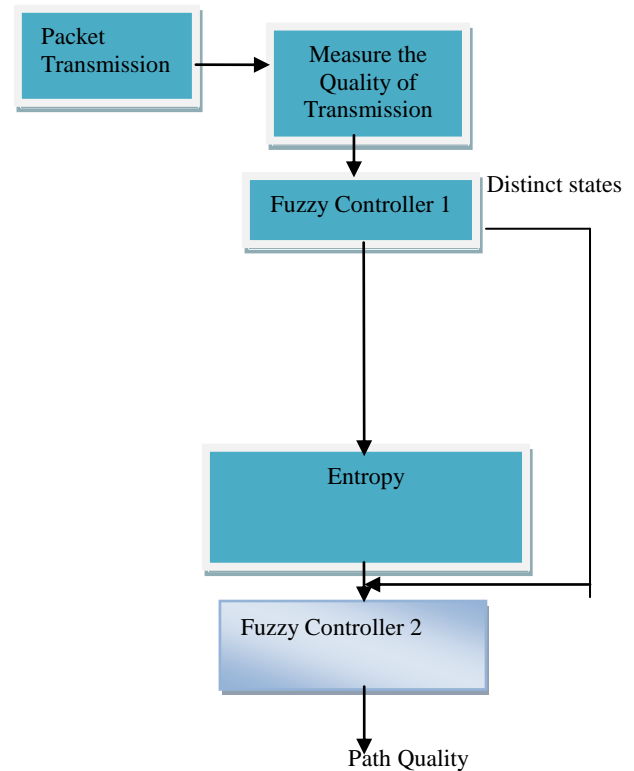 Packet
Transmission
Measure the
Quality of
Transmission
Fuzzy Controller 1
Distinct states
Entropy
Fuzzy Controller 2
Path Quality